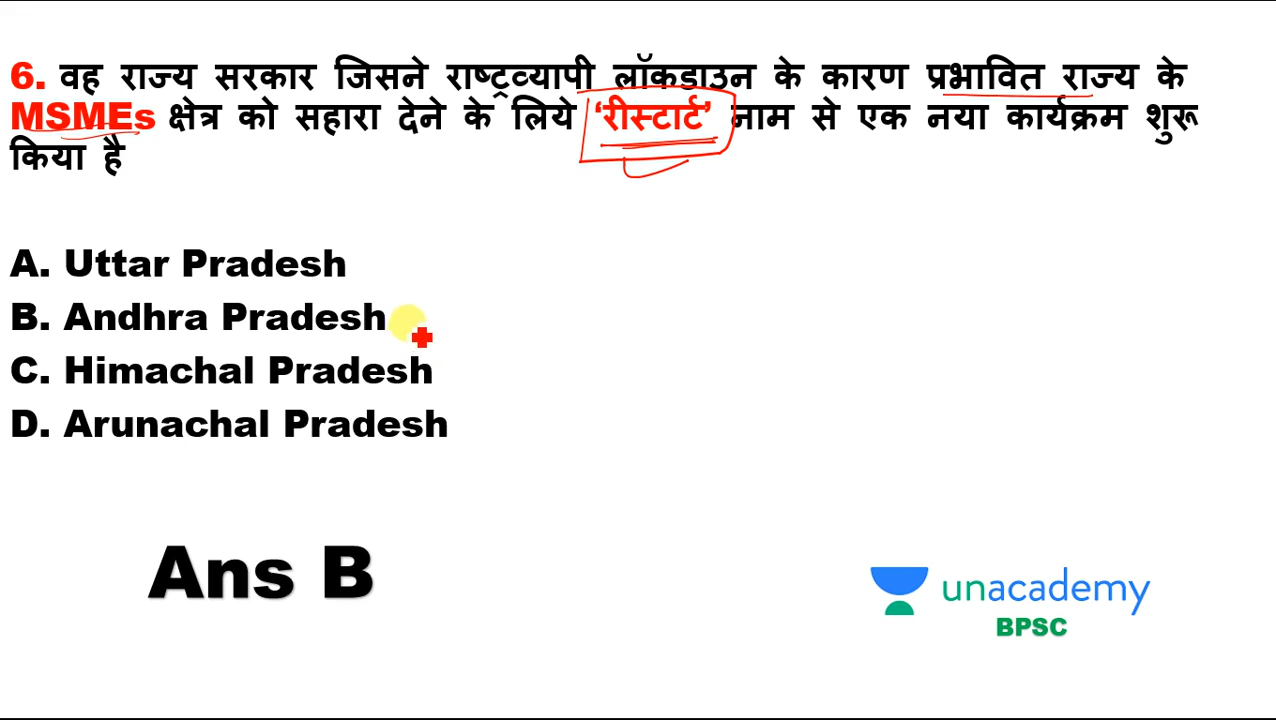 6. वह राज्य सरकार जिसने राष्ट्रव्यापी लॉकडाउन के कारण प्रभावित राज्य के
MSMEs क्षेत्र को सहारा देने के लिये ‘रीस्टार्ट’ नाम से एक नया कार्यक्रम शुरू
किया है
A. Uttar Pradesh
B. Andhra Pradesh
C. Himachal Pradesh
D. Arunachal Pradesh
Ans B
unacademy
BPSC